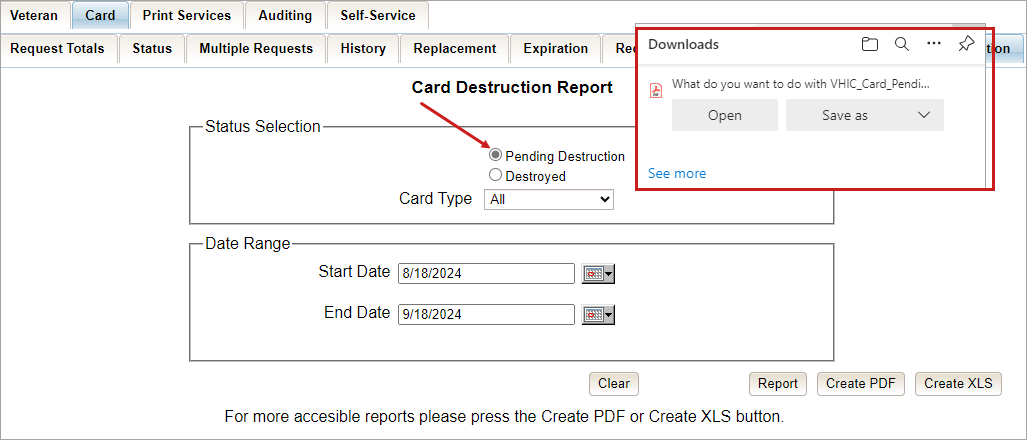 Veteran Card Print Services Auditing Self-Service
Request Totals Status Multiple Requests History Replacement Expiration
Downloads
What do you want to do with VHIC_Card_Pendi...
Open Save as
See more
Card Destruction Report
Status Selection
Pending Destruction
Destroyed
Card Type All
Date Range
Start Date 8/18/2024
End Date 9/18/2024
Clear Report Create PDF Create XLS
For more accesible reports please press the Create PDF or Create XLS button.